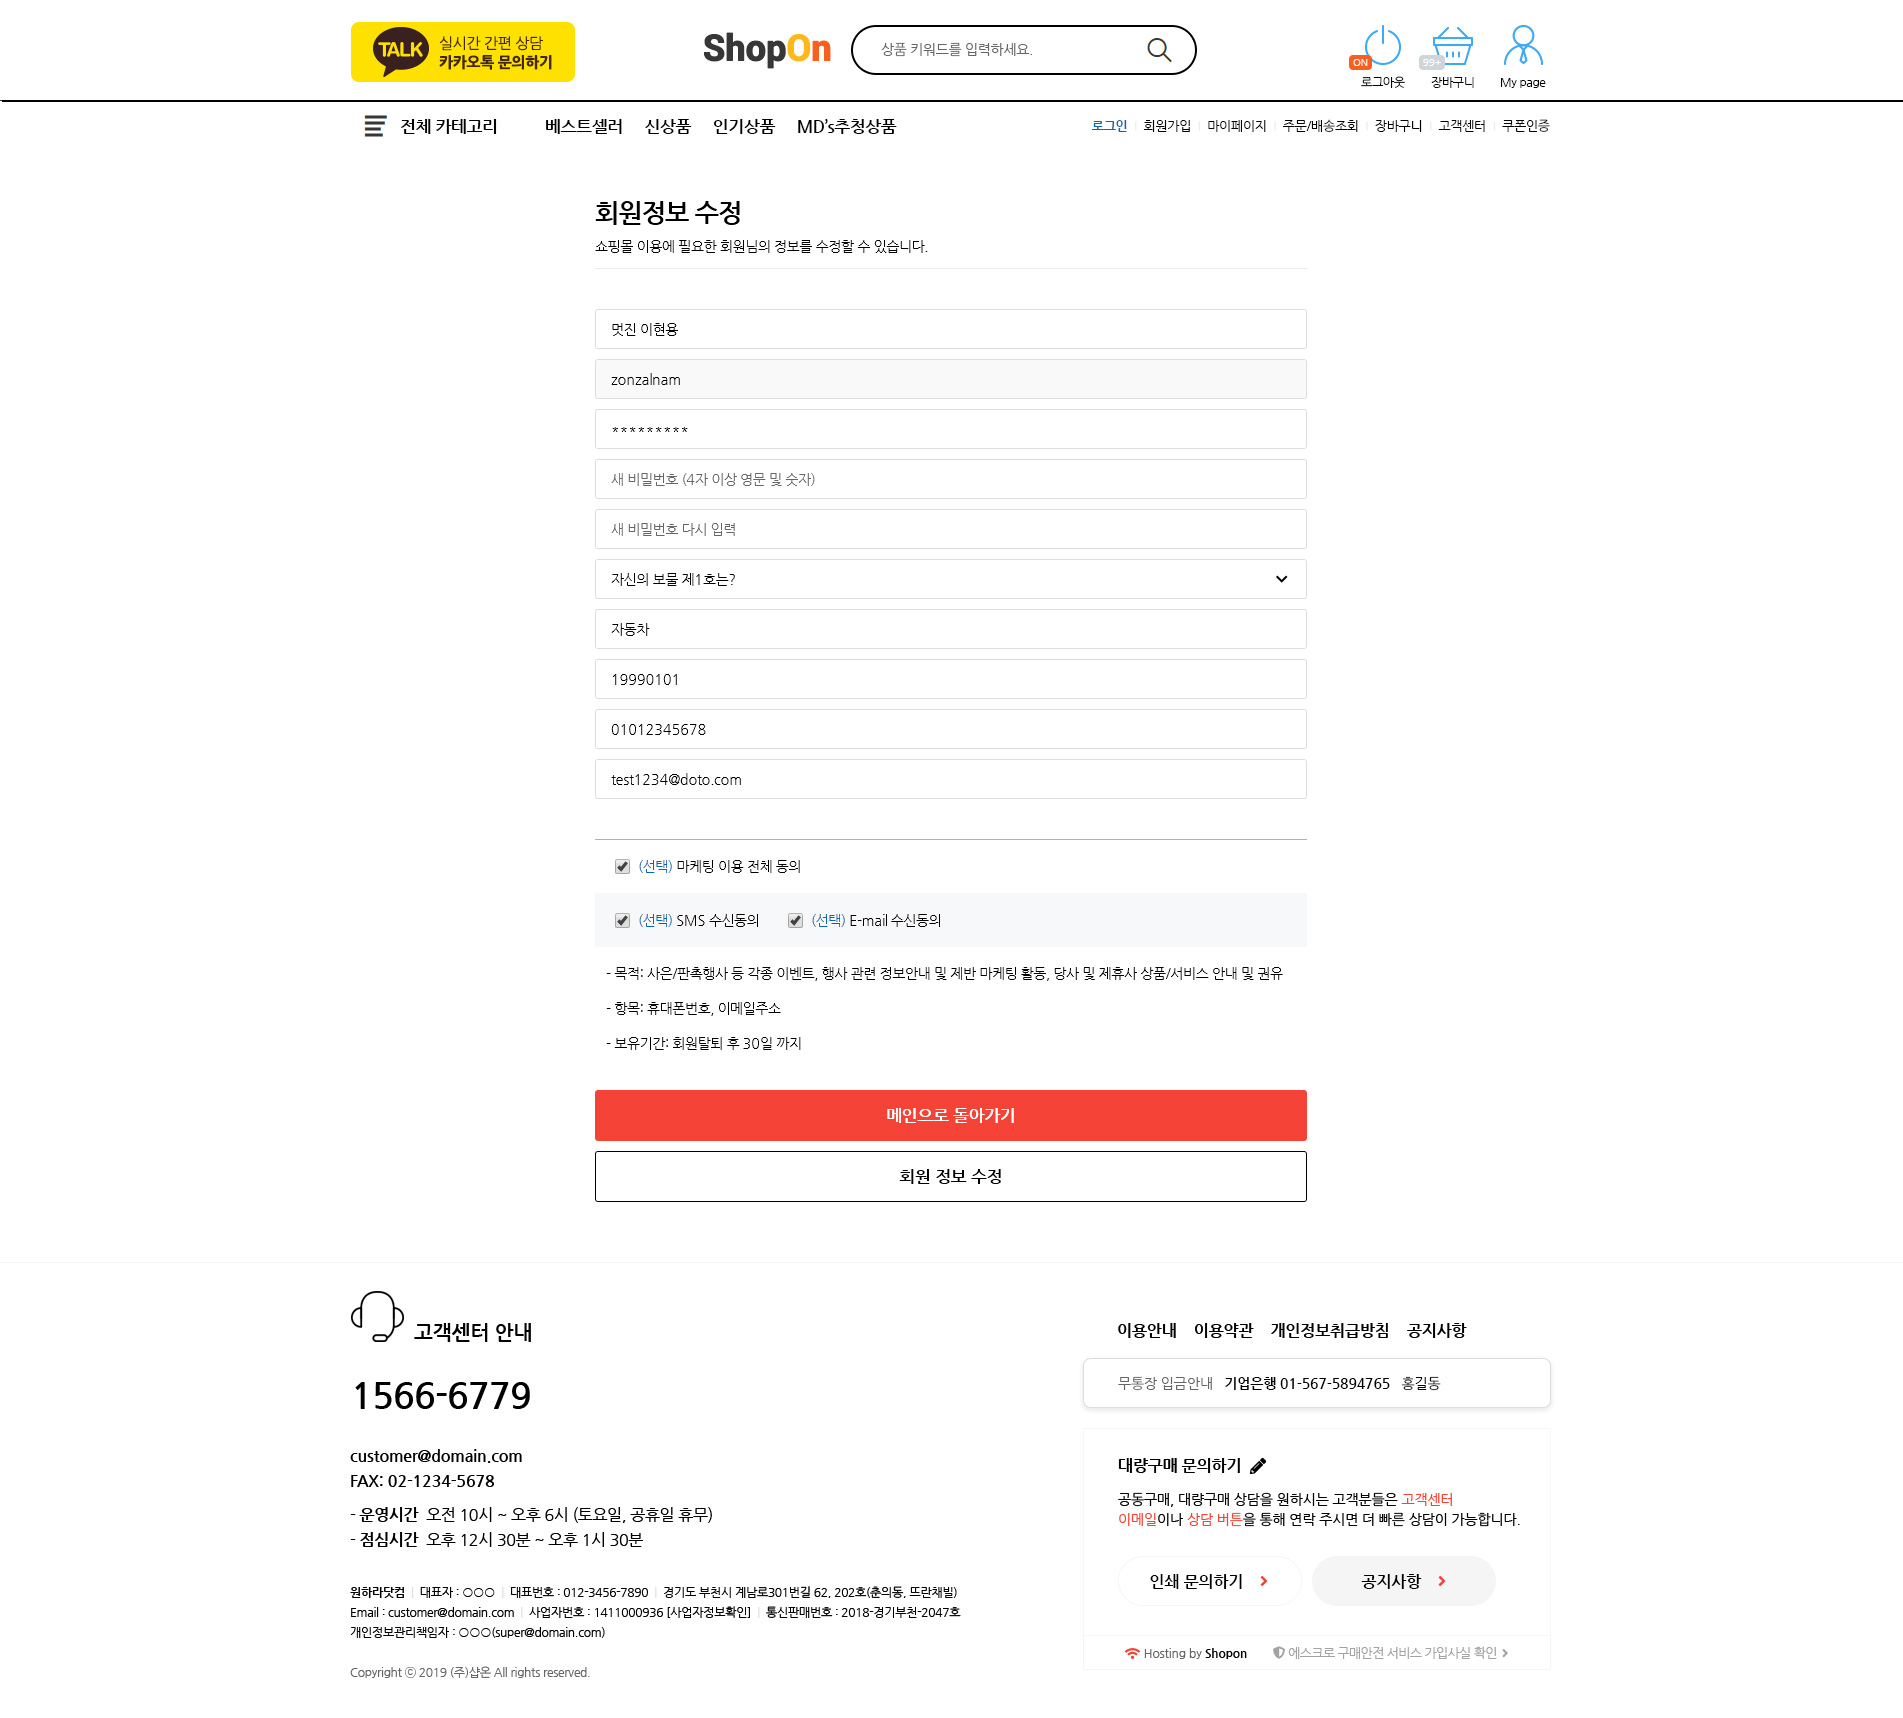 TALK 실시간 간편 상담
카카오톡 문의하기
ShopOn
상품 키워드를 입력하세요.
ON 로그아웃
99+ 장바구니
My page
전체 카테고리 베스트셀러 신상품 인기상품 MD's추청상품
로그인 회원가입 마이페이지 주문/배송조회 장바구니 고객센터 쿠폰인증
회원정보 수정
쇼핑몰 이용에 필요한 회원님의 정보를 수정할 수 있습니다.
멋진 이현용
zonzalnam
*********
새 비밀번호 (4자 이상 영문 및 숫자)
새 비밀번호 다시 입력
자신의 보물 제1호는?
자동차
19990101
01012345678
test1234@doto.com
(선택) 마케팅 이용 전체 동의
(선택) SMS 수신동의 (선택) E-mail 수신동의
- 목적: 사은/판촉행사 등 각종 이벤트, 행사 관련 정보안내 및 제반 마케팅 활동, 당사 및 제휴사 상품/서비스 안내 및 권유
- 항목: 휴대폰번호, 이메일주소
- 보유기간: 회원탈퇴 후 30일 까지
메인으로 돌아가기
회원 정보 수정
고객센터 안내
1566-6779
customer@domain.com
FAX: 02-1234-5678
- 운영시간 오전 10시 ~ 오후 6시 (토요일, 공휴일 휴무)
- 점심시간 오후 12시 30분 ~ 오후 1시 30분
원하라닷컴 | 대표자 : ○○○ | 대표번호 : 012-3456-7890 | 경기도 부천시 계남로301번길 62, 202호(춘의동, 뜨란채빌)
Email : customer@domain.com | 사업자번호 : 1411000936 [사업자정보확인] | 통신판매번호 : 2018-경기부천-2047호
개인정보관리책임자 : ○○○(super@domain.com)
Copyright ⓒ 2019 (주)샵온 All rights reserved.
이용안내 이용약관 개인정보취급방침 공지사항
무통장 입금안내 기업은행 01-567-5894765 홍길동
대량구매 문의하기
공동구매, 대량구매 상담을 원하시는 고객분들은 고객센터
이메일이나 상담 버튼을 통해 연락 주시면 더 빠른 상담이 가능합니다.
인쇄 문의하기 공지사항
Hosting by Shopon 에스크로 구매안전 서비스 가입사실 확인